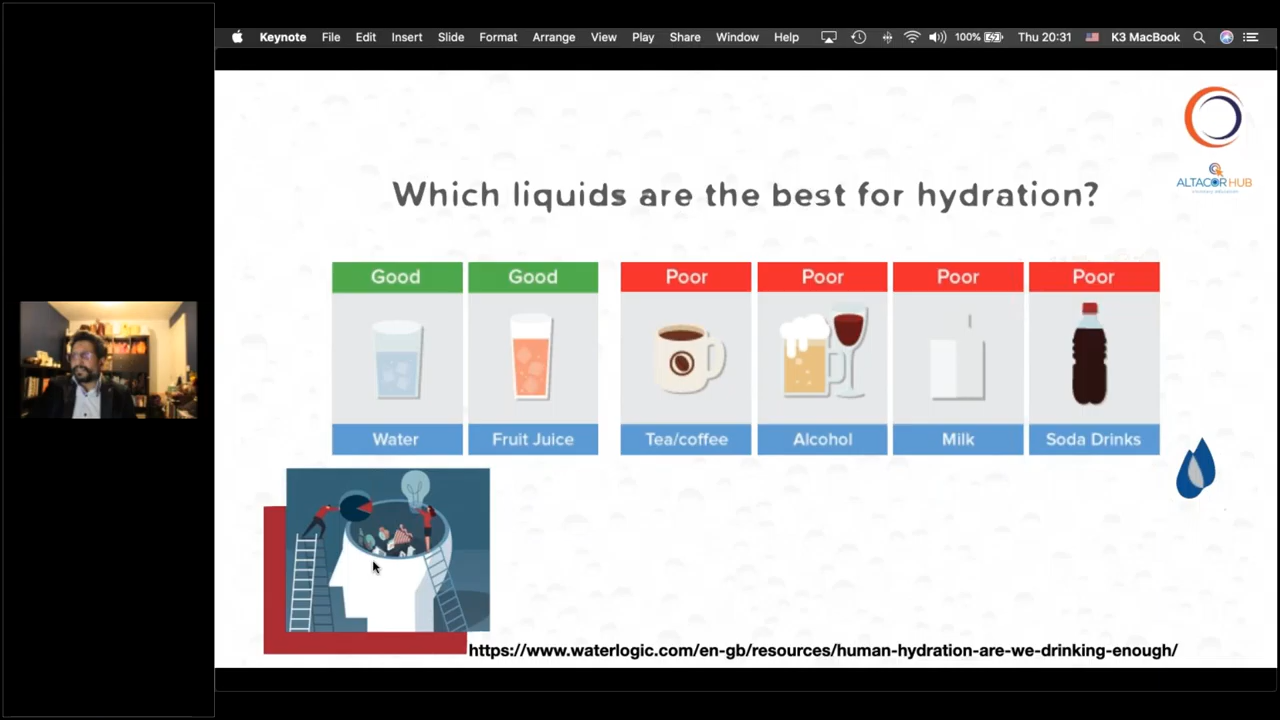 Keynote File Edit Insert Slide Format Arrange View Play Share Window Help 100% Thu 20:31 K3 MacBook
ALTACOR HUB
Which liquids are the best for hydration?
Good Good Poor Poor Poor Poor
Water Fruit Juice Tea/coffee Alcohol Milk Soda Drinks
https://www.waterlogic.com/en-gb/resources/human-hydration-are-we-drinking-enough/